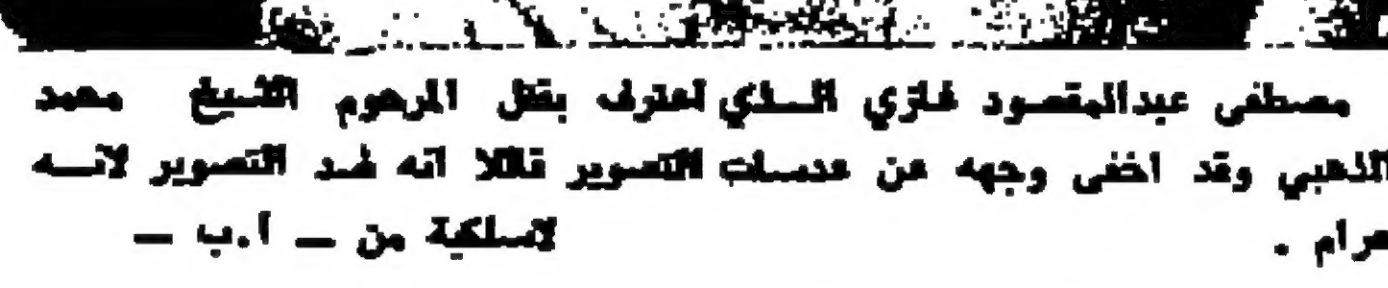 مصطفى عبدالمقصود غازي الـذي اعترف بقتل المرحوم الشيخ محمد
الذهبي وقد اخفى وجهه عن عدسات التصوير قائلا انه ضد التصوير لانـه
حرام .
لاسلكية من ـ أ.ب ـ